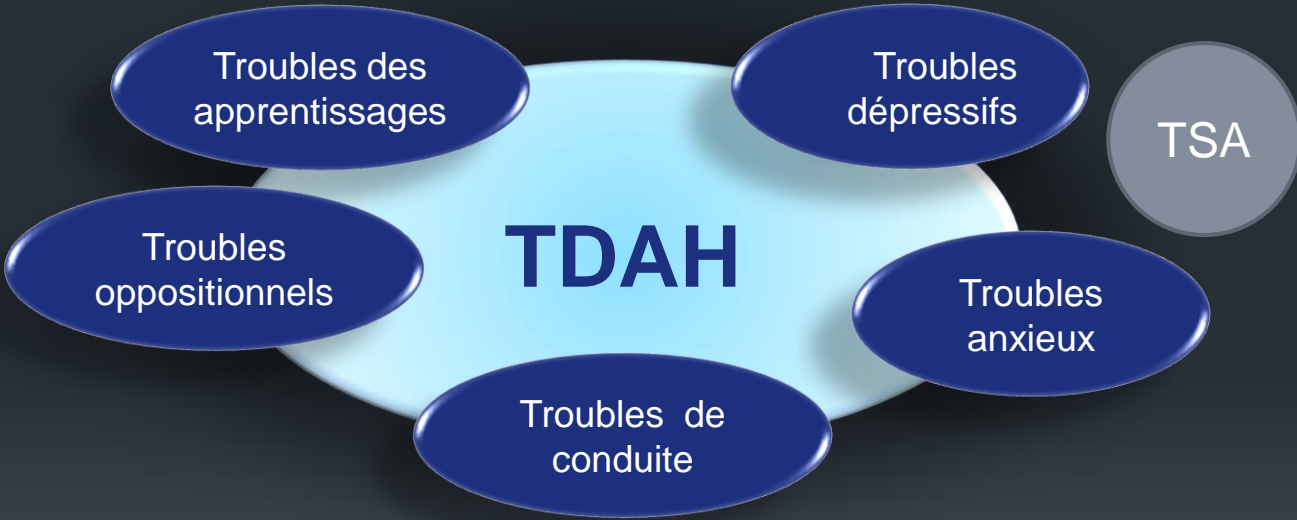 Troubles des
apprentissages
Troubles
dépressifs
TSA
Troubles
oppositionnels
TDAH
Troubles
anxieux
Troubles de
conduite